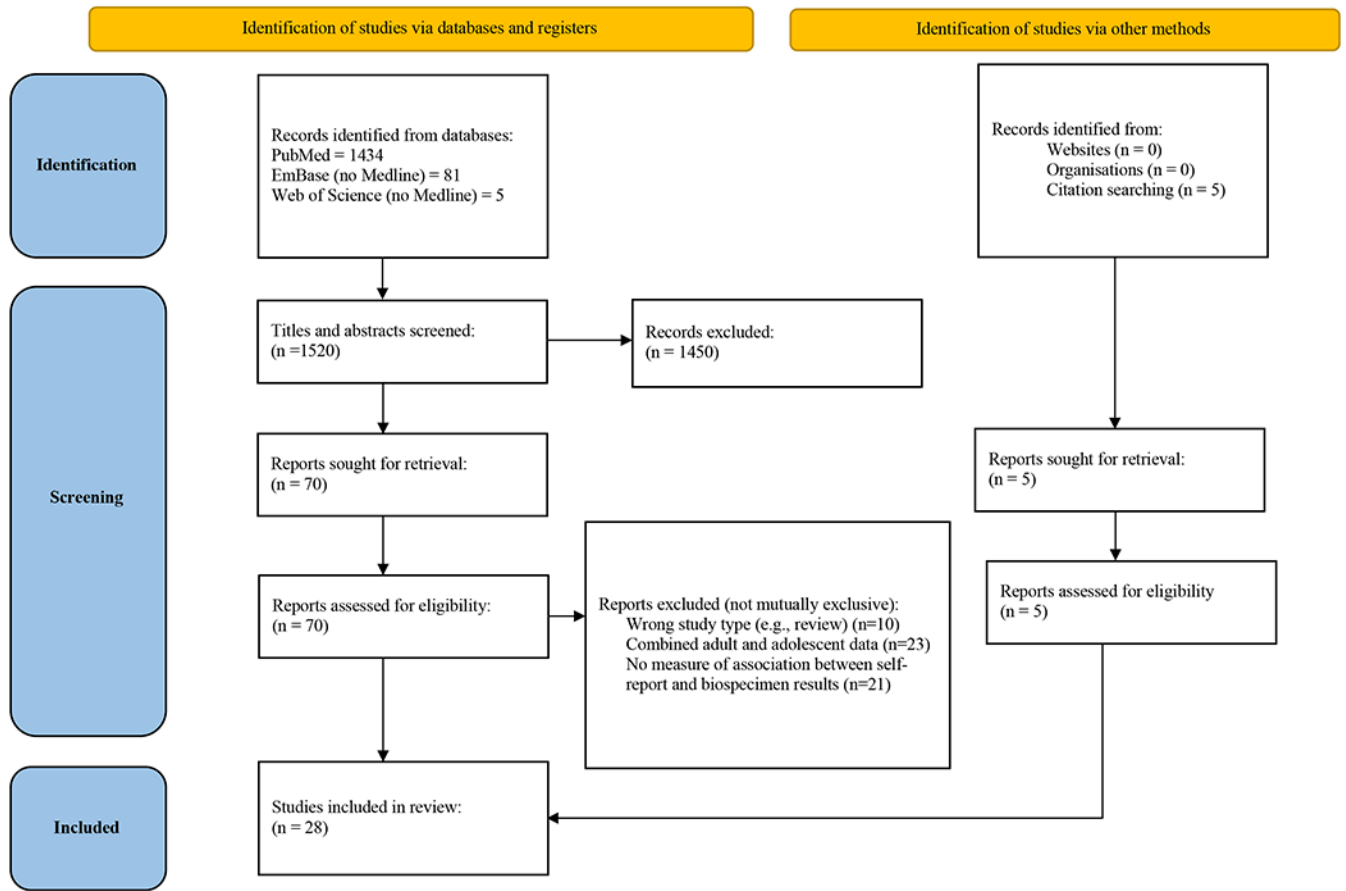 Identification of studies via databases and registers
Identification of studies via other methods
Identification
Records identified from databases:
PubMed = 1434
EmBase (no Medline) = 81
Web of Science (no Medline) = 5
Records identified from:
Websites (n = 0)
Organisations (n = 0)
Citation searching (n = 5)
Screening
Titles and abstracts screened:
(n =1520)
Records excluded:
(n = 1450)
Reports sought for retrieval:
(n = 70)
Reports sought for retrieval:
(n = 5)
Reports assessed for eligibility:
(n = 70)
Reports excluded (not mutually exclusive):
Wrong study type (e.g., review) (n=10)
Combined adult and adolescent data (n=23)
No measure of association between self-
report and biospecimen results (n=21)
Reports assessed for eligibility
(n = 5)
Included
Studies included in review:
(n = 28)